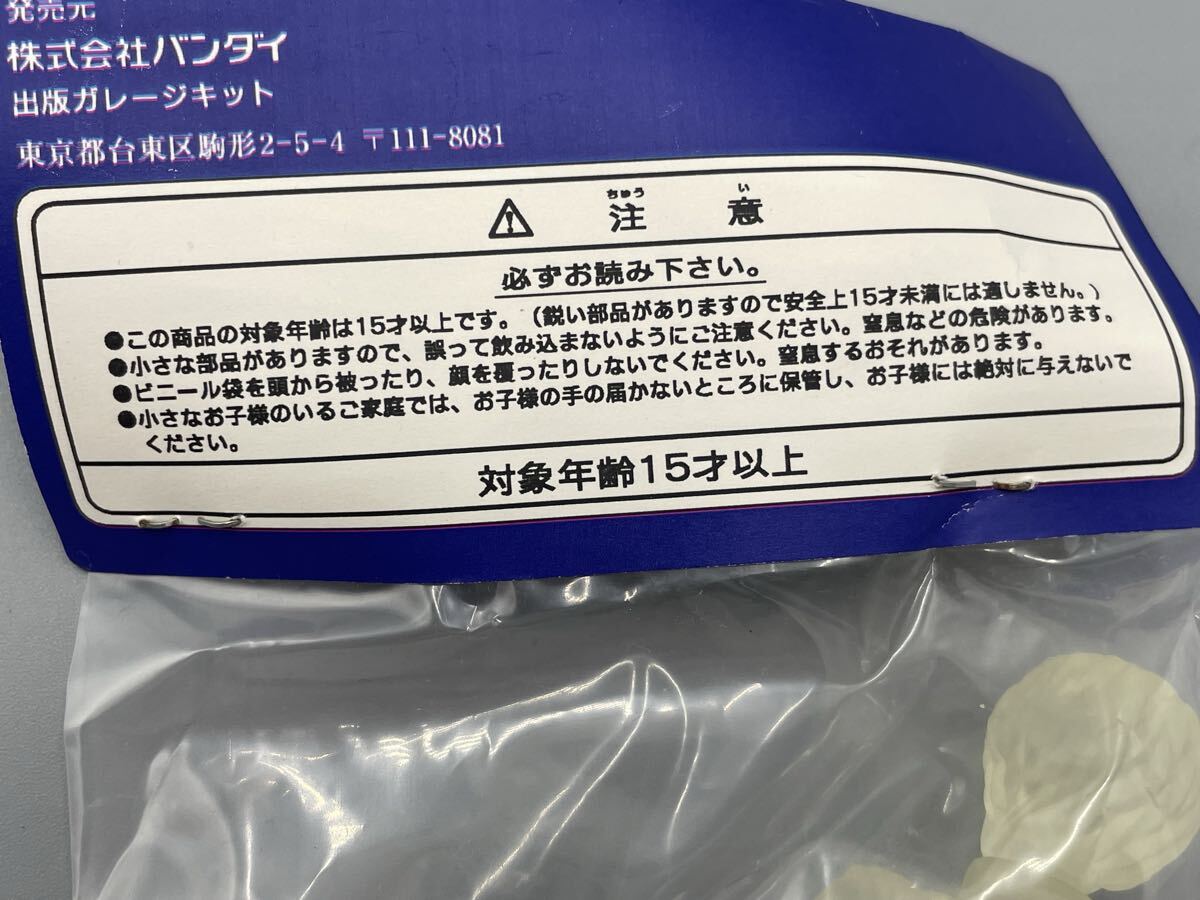 発売元
株式会社バンダイ
出版ガレージキット
東京都台東区駒形2-5-4 〒111-8081
ちゅう い
⚠ 注 意
必ずお読み下さい。
●この商品の対象年齢は15才以上です。(鋭い部品がありますので安全上15才未満には適しません。)
●小さな部品がありますので、誤って飲み込まないようにご注意ください。窒息などの危険があります。
●ビニール袋を頭から被ったり、顔を覆ったりしないでください。窒息するおそれがあります。
●小さなお子様のいるご家庭では、お子様の手の届かないところに保管し、お子様には絶対に与えないで
ください。
対象年齢15才以上